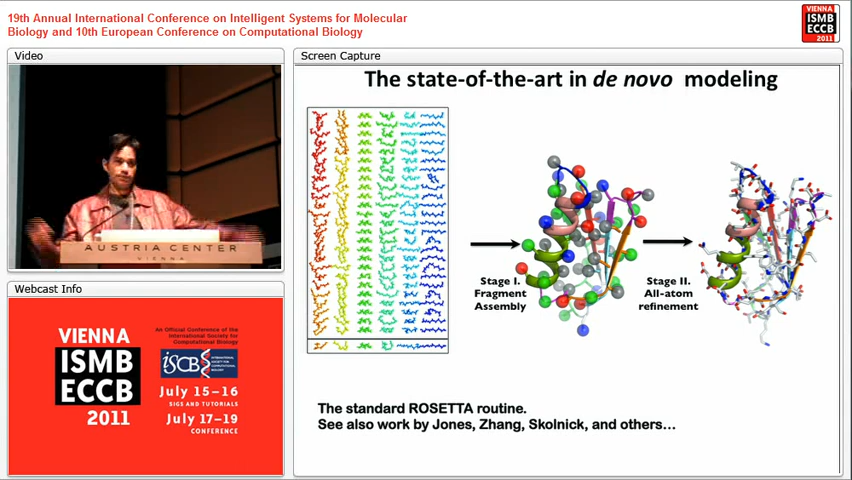 19th Annual International Conference on Intelligent Systems for Molecular
Biology and 10th European Conference on Computational Biology
VIENNA
ISMB
ECCB
2011
Video
Screen Capture
AUSTRIA CENTER
VIENNA
The state-of-the-art in de novo modeling
Stage I.
Fragment
Assembly
Stage II.
All-atom
refinement
The standard ROSETTA routine.
See also work by Jones, Zhang, Skolnick, and others…
Webcast Info
VIENNA
ISMB
ECCB
2011
An Official Conference of the
International Society for
Computational Biology
iSCB
INTERNATIONAL
SOCIETY FOR
COMPUTATIONAL
BIOLOGY
July 15–16
SIGS AND TUTORIALS
July 17–19
CONFERENCE